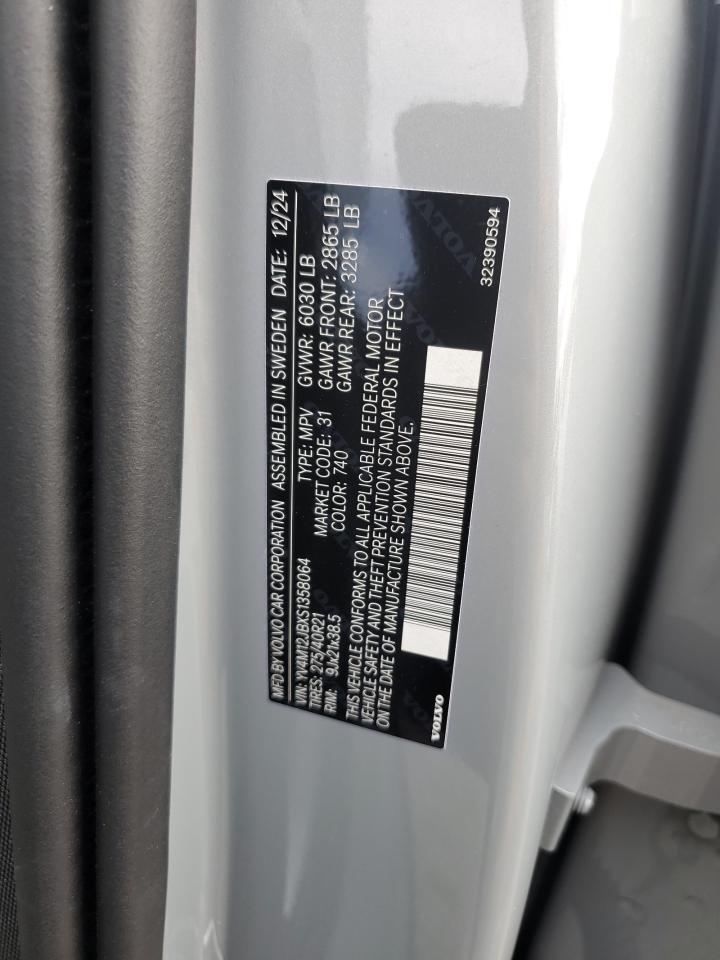 MFD BY VOLVO CAR CORPORATION ASSEMBLED IN SWEDEN DATE: 12/24
VIN: YV4M12JBXS1358064 TYPE: MPV GVWR: 6030 LB
TIRES: 275/40R21 MARKET CODE: 31 GAWR FRONT: 2865 LB
RIM: 9Jx21x38.5 COLOR: 740 GAWR REAR: 3285 LB
THIS VEHICLE CONFORMS TO ALL APPLICABLE FEDERAL MOTOR
VEHICLE SAFETY AND THEFT PREVENTION STANDARDS IN EFFECT
ON THE DATE OF MANUFACTURE SHOWN ABOVE.
VOLVO 32390594